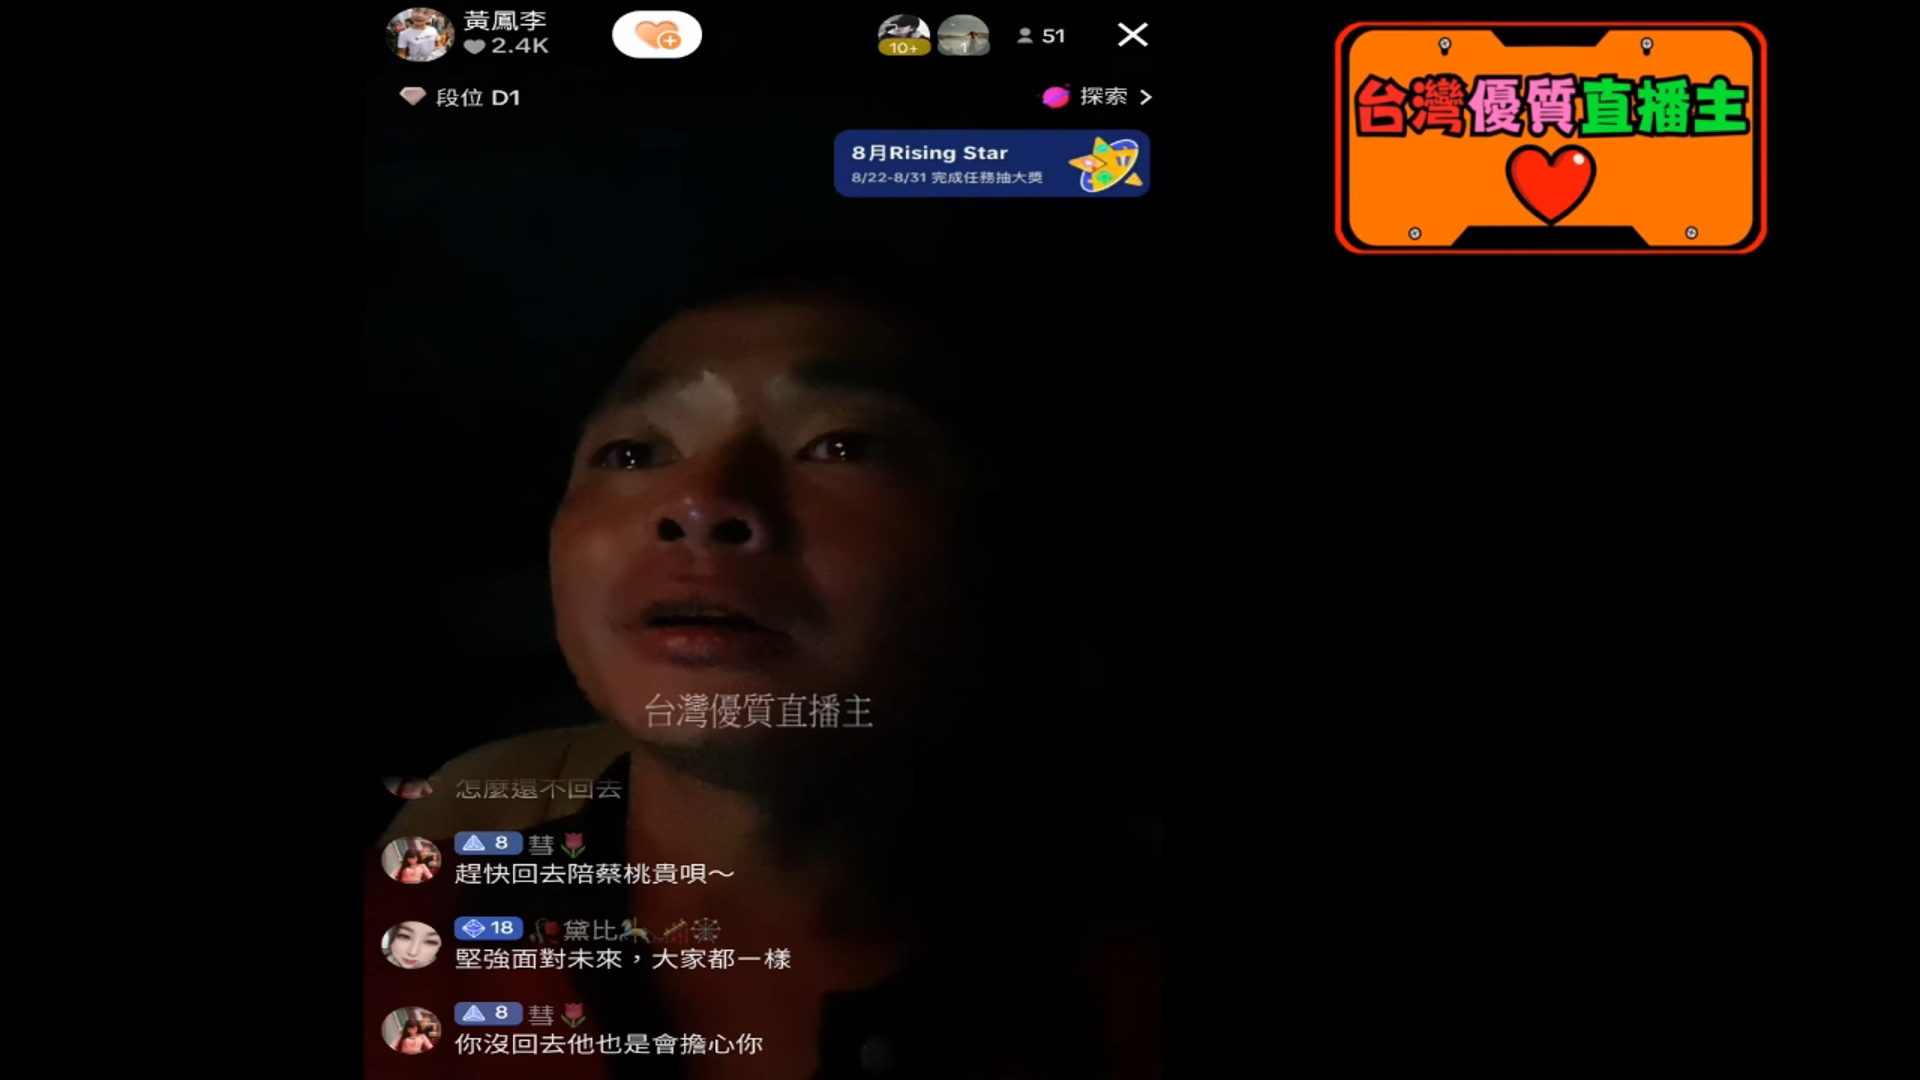 黃鳳李
2.4K
10+
1
51
段位 D1
探索
8月Rising Star
8/22-8/31 完成任務抽大獎
台灣優質直播主
台灣優質直播主
怎麼還不回去
8 彗
趕快回去陪蔡桃貴唄～
18 黛比
堅強面對未來，大家都一樣
8 彗
你沒回去他也是會擔心你